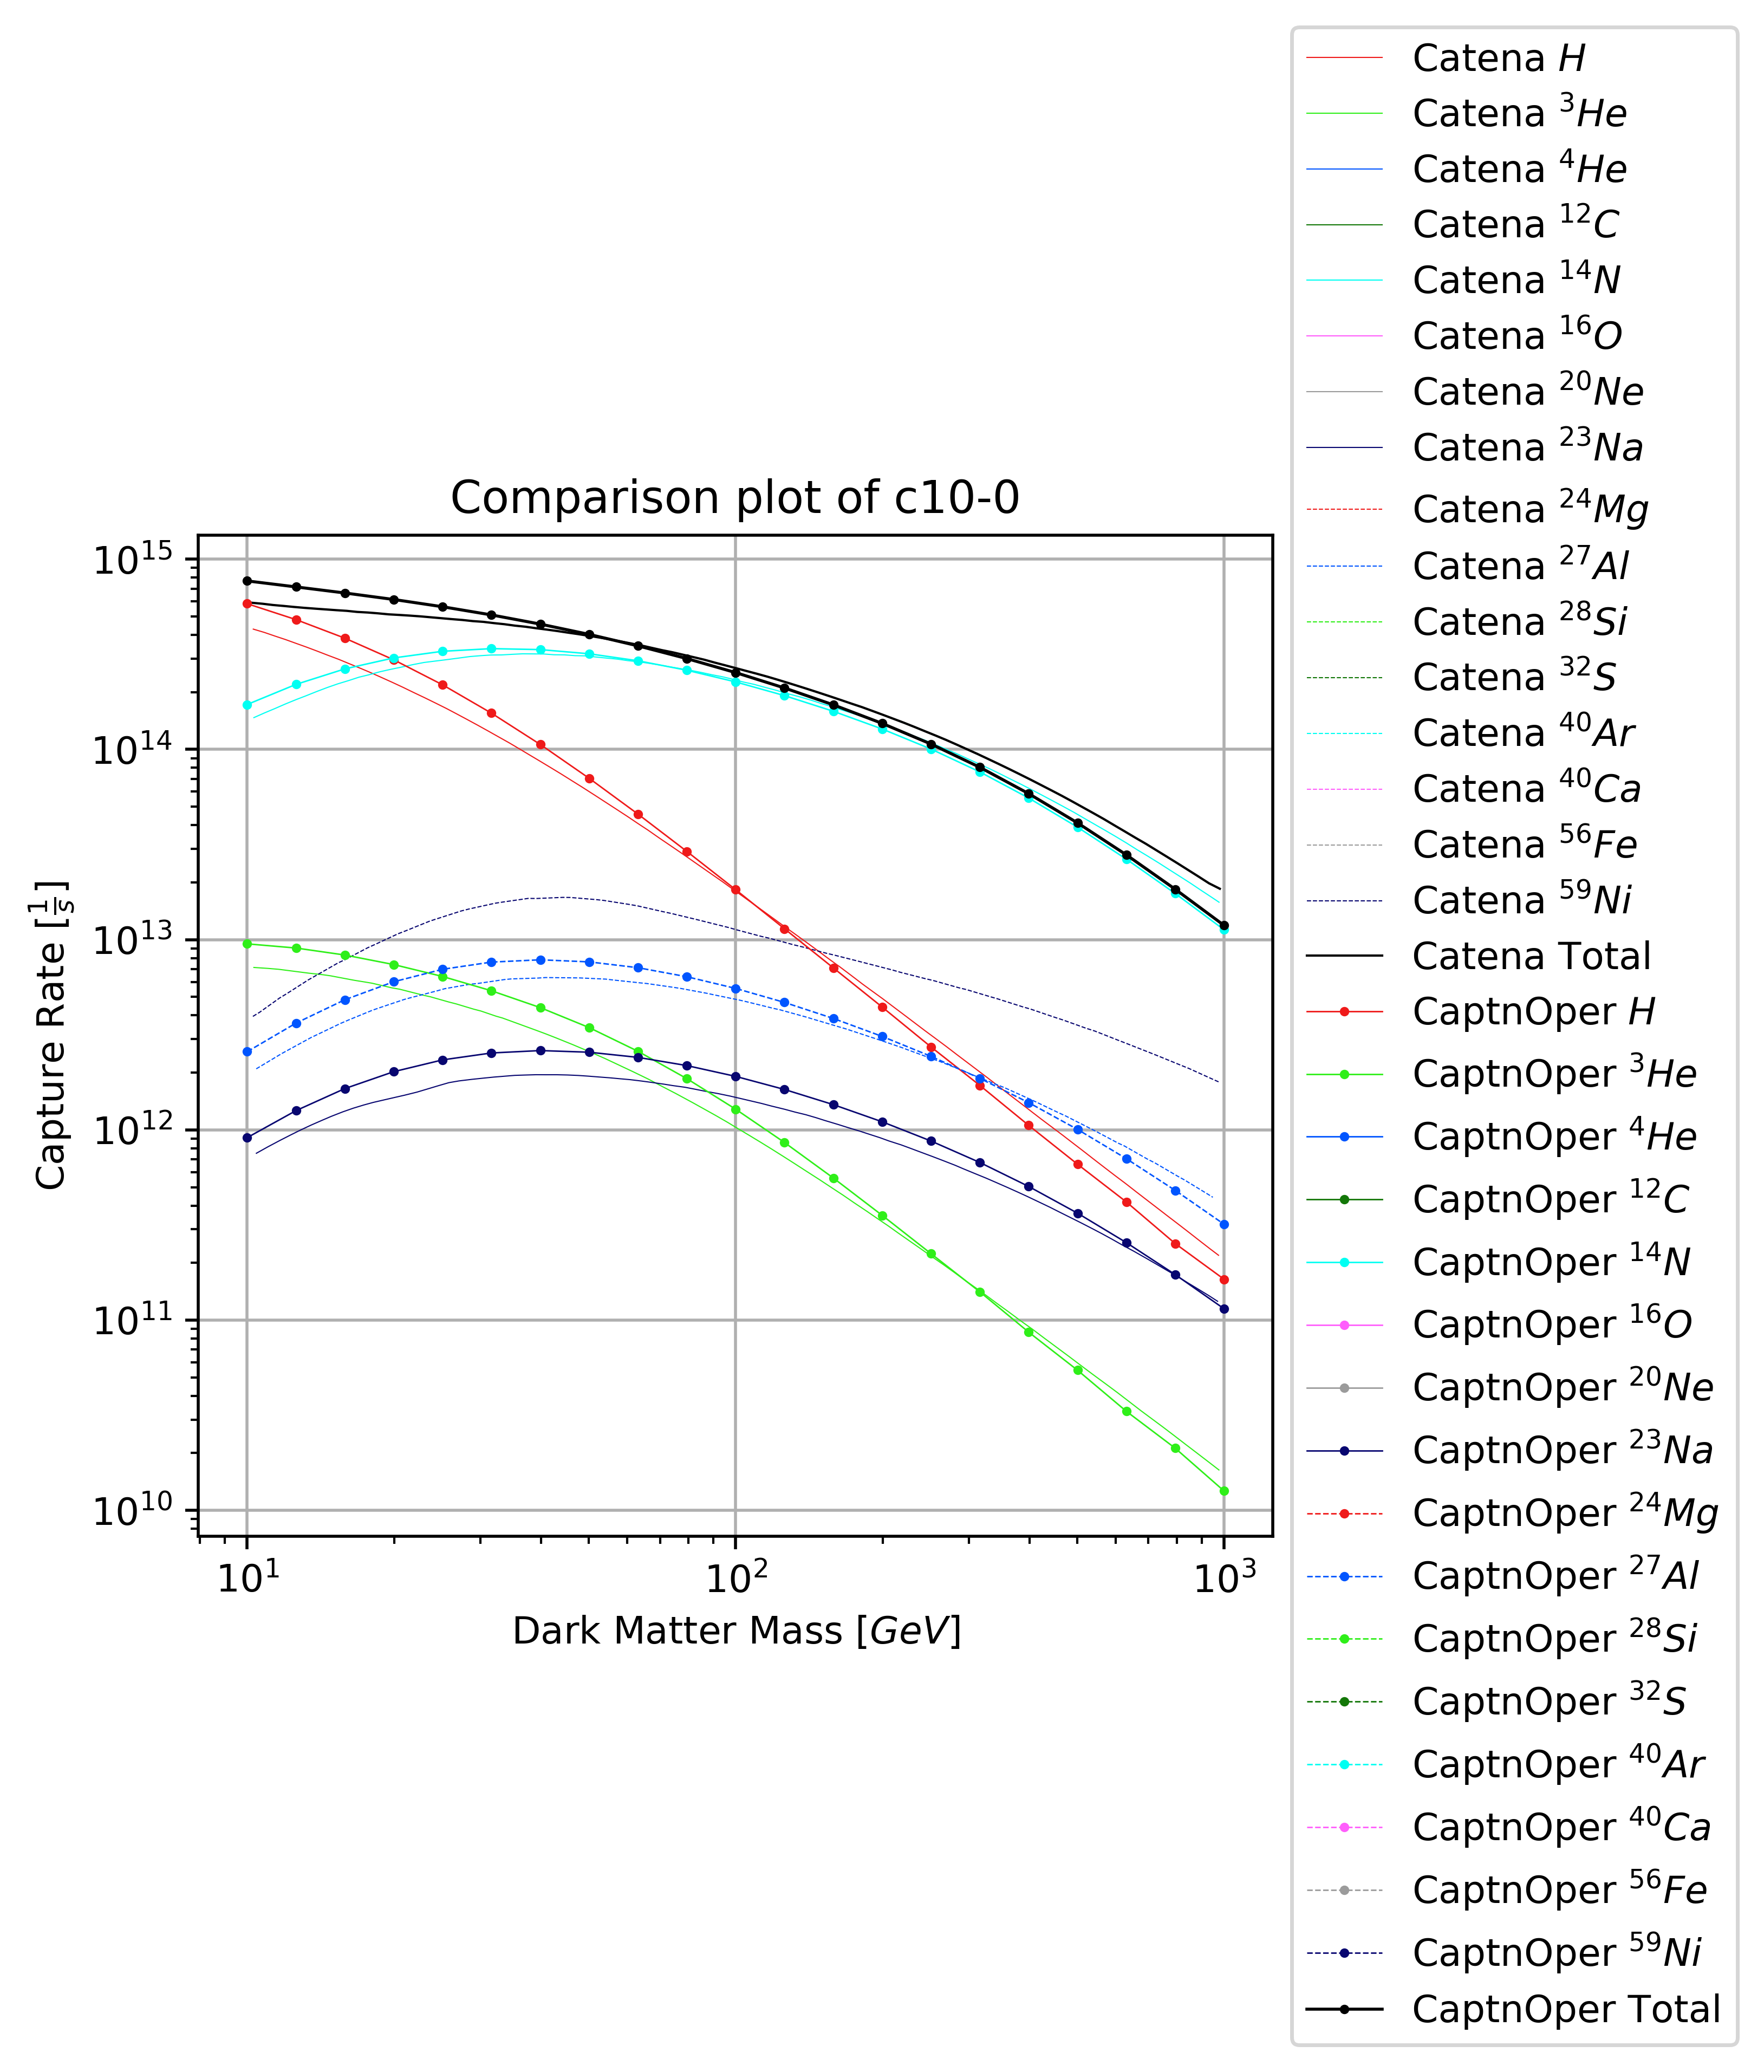 Comparison plot of c10-0
Capture Rate [1/s]
10^15
10^14
10^13
10^12
10^11
10^10
10^1 10^2 10^3
Dark Matter Mass [GeV]
Catena H
Catena ^3He
Catena ^4He
Catena ^12C
Catena ^14N
Catena ^16O
Catena ^20Ne
Catena ^23Na
Catena ^24Mg
Catena ^27Al
Catena ^28Si
Catena ^32S
Catena ^40Ar
Catena ^40Ca
Catena ^56Fe
Catena ^59Ni
Catena Total
CaptnOper H
CaptnOper ^3He
CaptnOper ^4He
CaptnOper ^12C
CaptnOper ^14N
CaptnOper ^16O
CaptnOper ^20Ne
CaptnOper ^23Na
CaptnOper ^24Mg
CaptnOper ^27Al
CaptnOper ^28Si
CaptnOper ^32S
CaptnOper ^40Ar
CaptnOper ^40Ca
CaptnOper ^56Fe
CaptnOper ^59Ni
CaptnOper Total